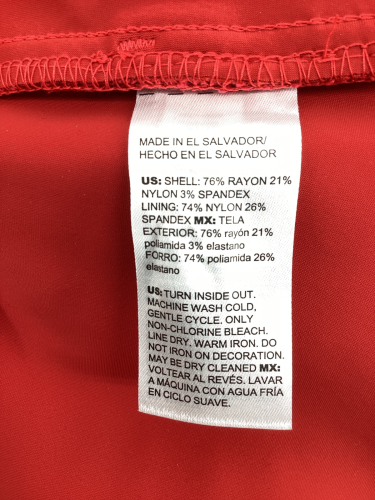 MADE IN EL SALVADOR/
HECHO EN EL SALVADOR
US: SHELL: 76% RAYON 21%
NYLON 3% SPANDEX
LINING: 74% NYLON 26%
SPANDEX MX: TELA
EXTERIOR: 76% rayón 21%
poliamida 3% elastano
FORRO: 74% poliamida 26%
elastano
US: TURN INSIDE OUT.
MACHINE WASH COLD,
GENTLE CYCLE. ONLY
NON-CHLORINE BLEACH.
LINE DRY. WARM IRON. DO
NOT IRON ON DECORATION.
MAY BE DRY CLEANED MX:
VOLTEAR AL REVÉS. LAVAR
A MÁQUINA CON AGUA FRÍA
EN CICLO SUAVE.